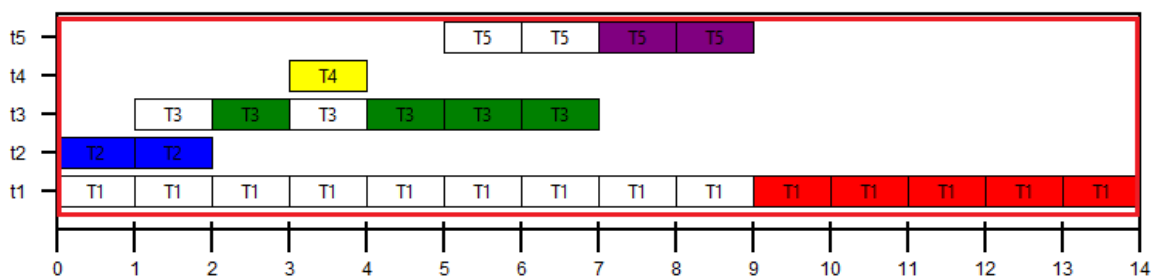 t5 T5 T5 T5 T5
t4 T4
t3 T3 T3 T3 T3 T3 T3
t2 T2 T2
t1 T1 T1 T1 T1 T1 T1 T1 T1 T1 T1 T1 T1 T1 T1
0 1 2 3 4 5 6 7 8 9 10 11 12 13 14